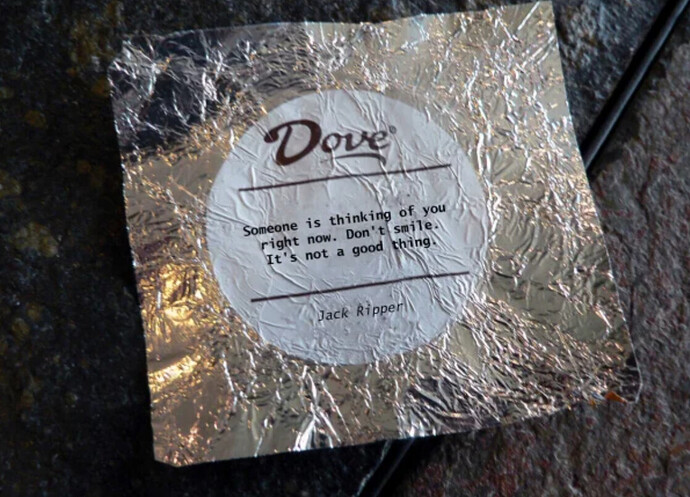 Dove®
Someone is thinking of you
right now. Don't smile.
It's not a good thing.
Jack Ripper